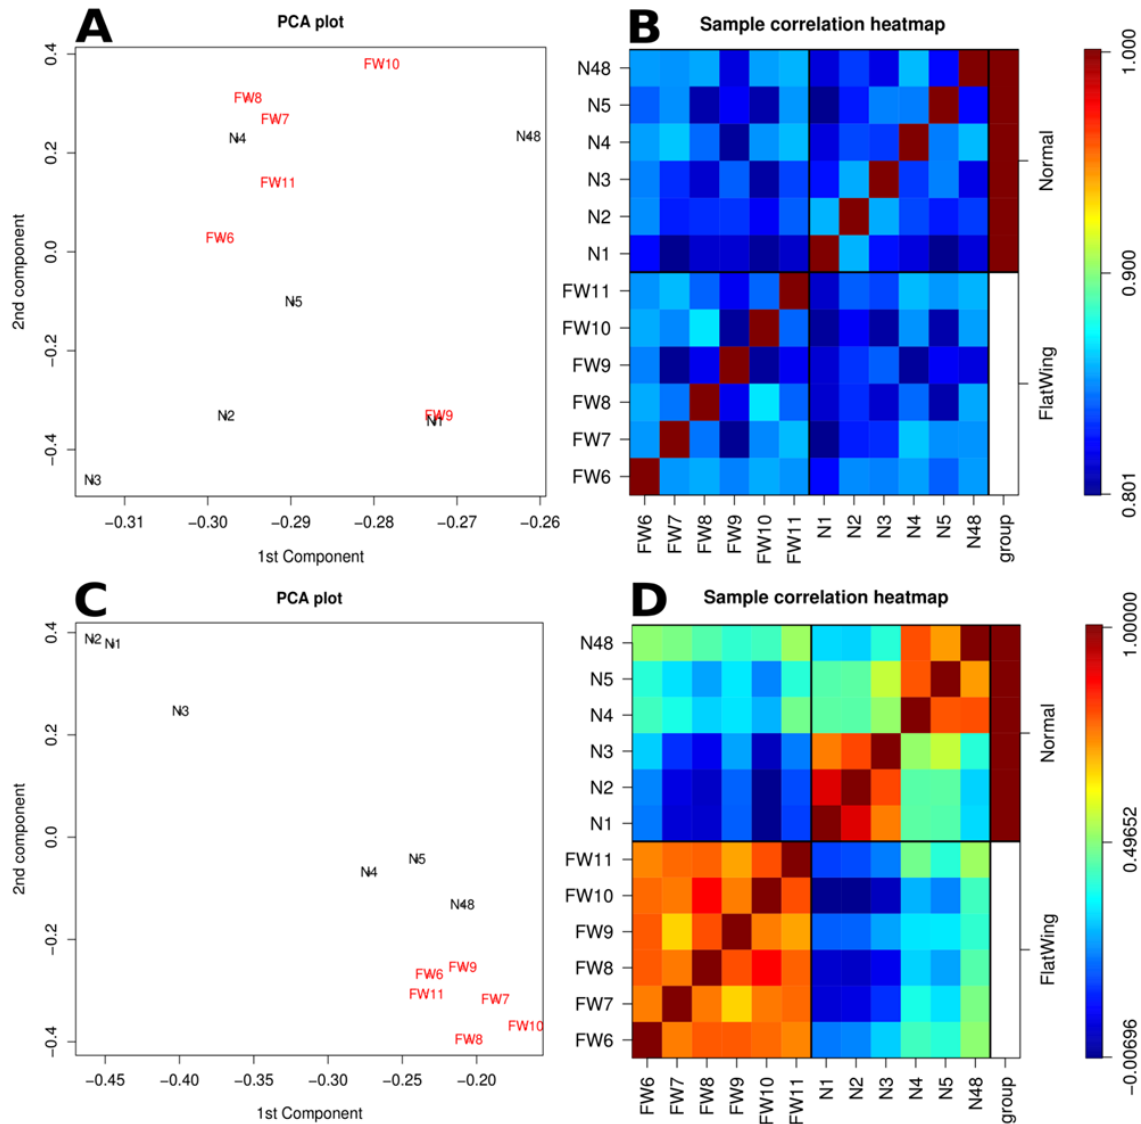 A
PCA plot
2nd component
0.4
0.2
0.0
−0.2
−0.4
FW10
FW8
FW7
N4
N48
FW11
FW6
N5
N2
FW9
N1
N3
−0.31
−0.30
−0.29
−0.28
−0.27
−0.26
1st Component
B
Sample correlation heatmap
N48
N5
N4
N3
N2
N1
FW11
FW10
FW9
FW8
FW7
FW6
FW6
FW7
FW8
FW9
FW10
FW11
N1
N2
N3
N4
N5
N48
group
Normal
FlatWing
1.000
0.900
0.801
C
PCA plot
2nd component
0.4
0.2
0.0
−0.2
−0.4
N2
N1
N3
N5
N4
N48
FW9
FW6
FW11
FW7
FW10
FW8
−0.45
−0.40
−0.35
−0.30
−0.25
−0.20
1st Component
D
Sample correlation heatmap
N48
N5
N4
N3
N2
N1
FW11
FW10
FW9
FW8
FW7
FW6
FW6
FW7
FW8
FW9
FW10
FW11
N1
N2
N3
N4
N5
N48
group
Normal
FlatWing
1.00000
0.49652
−0.00696